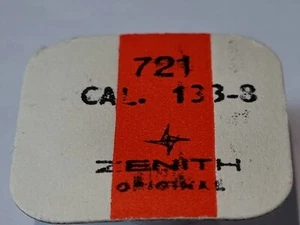 721
CAL. 133-8
ZENITH
ORIGINAL